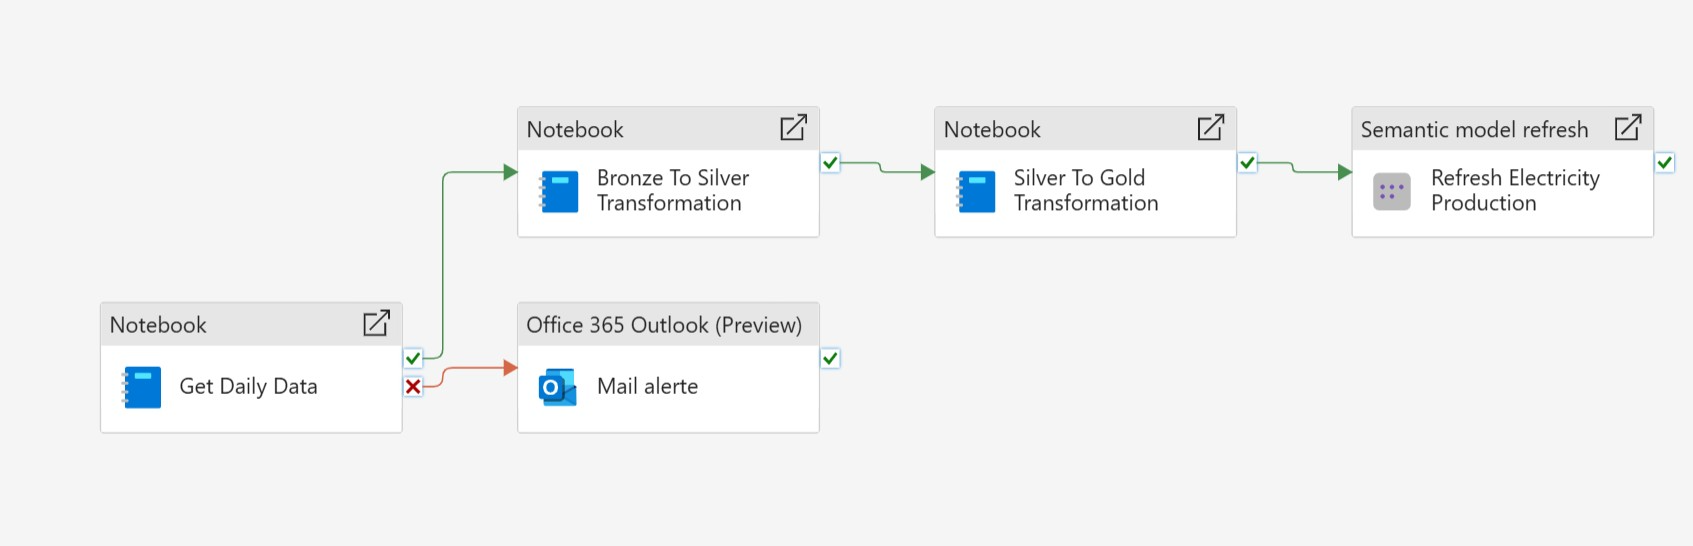 Notebook
Bronze To Silver
Transformation
Notebook
Silver To Gold
Transformation
Semantic model refresh
Refresh Electricity
Production
Notebook
Get Daily Data
Office 365 Outlook (Preview)
Mail alerte